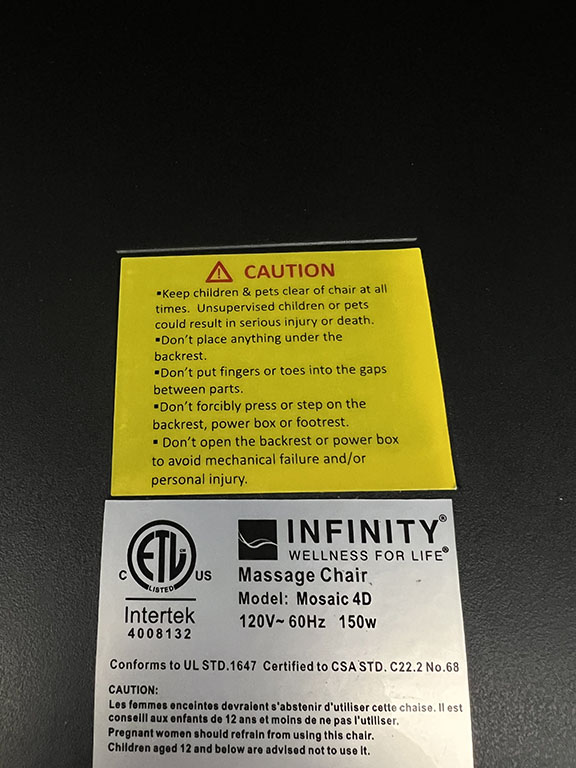 CAUTION
▪Keep children & pets clear of chair at all
times. Unsupervised children or pets
could result in serious injury or death.
▪Don't place anything under the
backrest.
▪Don't put fingers or toes into the gaps
between parts.
▪Don't forcibly press or step on the
backrest, power box or footrest.
▪ Don't open the backrest or power box
to avoid mechanical failure and/or
personal injury.
INFINITY®
WELLNESS FOR LIFE®
C ETL CM US
LISTED
Intertek
4008132
Massage Chair
Model: Mosaic 4D
120V~ 60Hz 150w
Conforms to UL STD.1647 Certified to CSA STD. C22.2 No.68
CAUTION:
Les femmes enceintes devraient s'abstenir d'utiliser cette chaise. Il est
conseill aux enfants de 12 ans et moins de ne pas l'utiliser.
Pregnant women should refrain from using this chair.
Children aged 12 and below are advised not to use it.